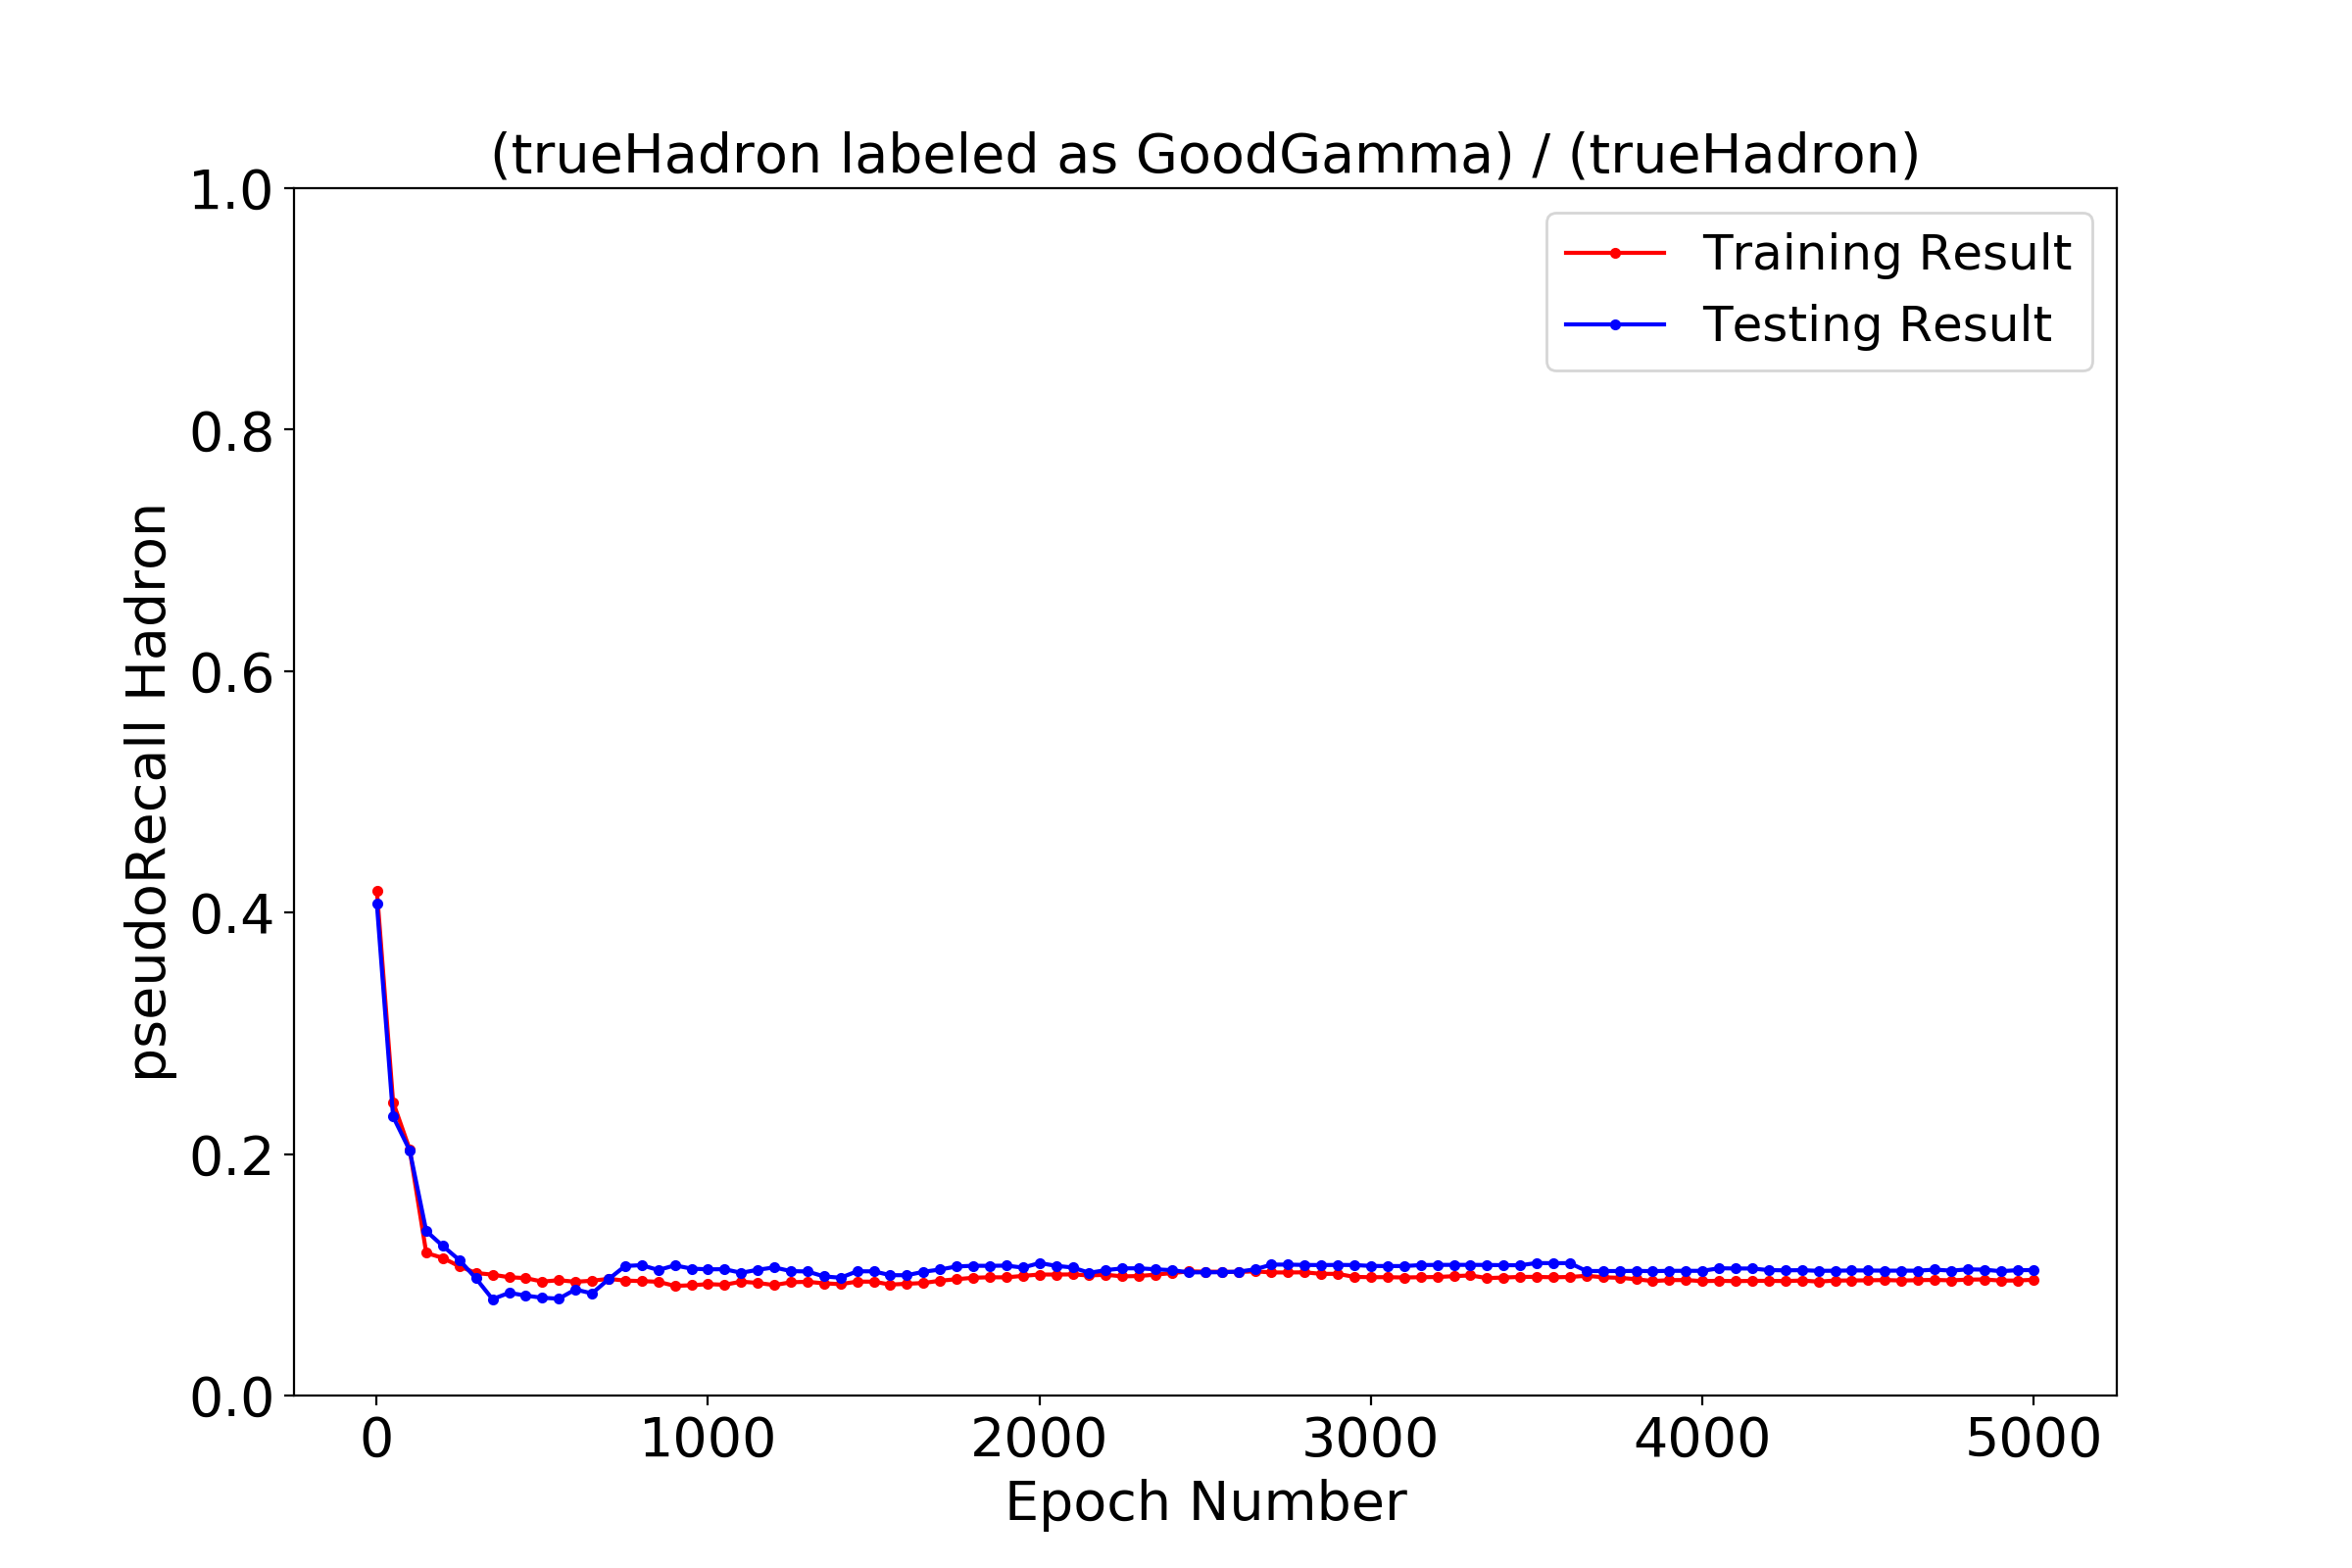 (trueHadron labeled as GoodGamma) / (trueHadron)
1.0
0.8
0.6
0.4
0.2
0.0
pseudoRecall Hadron
Training Result
Testing Result
0 1000 2000 3000 4000 5000
Epoch Number